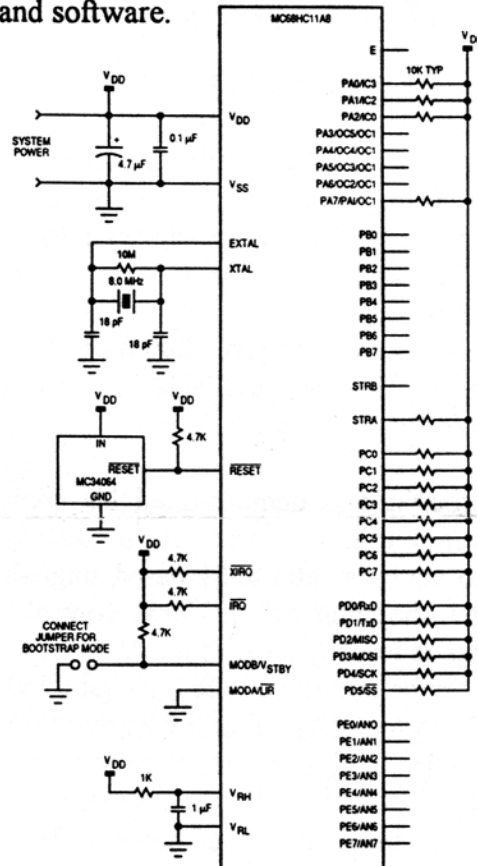 and software.
MC68HC11A8
VDD
SYSTEM
POWER
+
4.7 µF
0.1 µF
VDD
VSS
EXTAL
10M
XTAL
8.0 MHz
18 pF
18 pF
VDD
VDD
IN
4.7K
RESET
MC34064
GND
RESET
VDD
4.7K
XIRQ
4.7K
IRQ
4.7K
CONNECT
JUMPER FOR
BOOTSTRAP MODE
MODB/VSTBY
MODA/LIR
VDD
1K
VRH
1 µF
VRL
E
VD
10K TYP
PA0/IC3
PA1/IC2
PA2/IC0
PA3/OC5/OC1
PA4/OC4/OC1
PA5/OC3/OC1
PA6/OC2/OC1
PA7/PAI/OC1
PB0
PB1
PB2
PB3
PB4
PB5
PB6
PB7
STRB
STRA
PC0
PC1
PC2
PC3
PC4
PC5
PC6
PC7
PD0/RxD
PD1/TxD
PD2/MISO
PD3/MOSI
PD4/SCK
PD5/SS
PE0/AN0
PE1/AN1
PE2/AN2
PE3/AN3
PE4/AN4
PE5/AN5
PE6/AN6
PE7/AN7